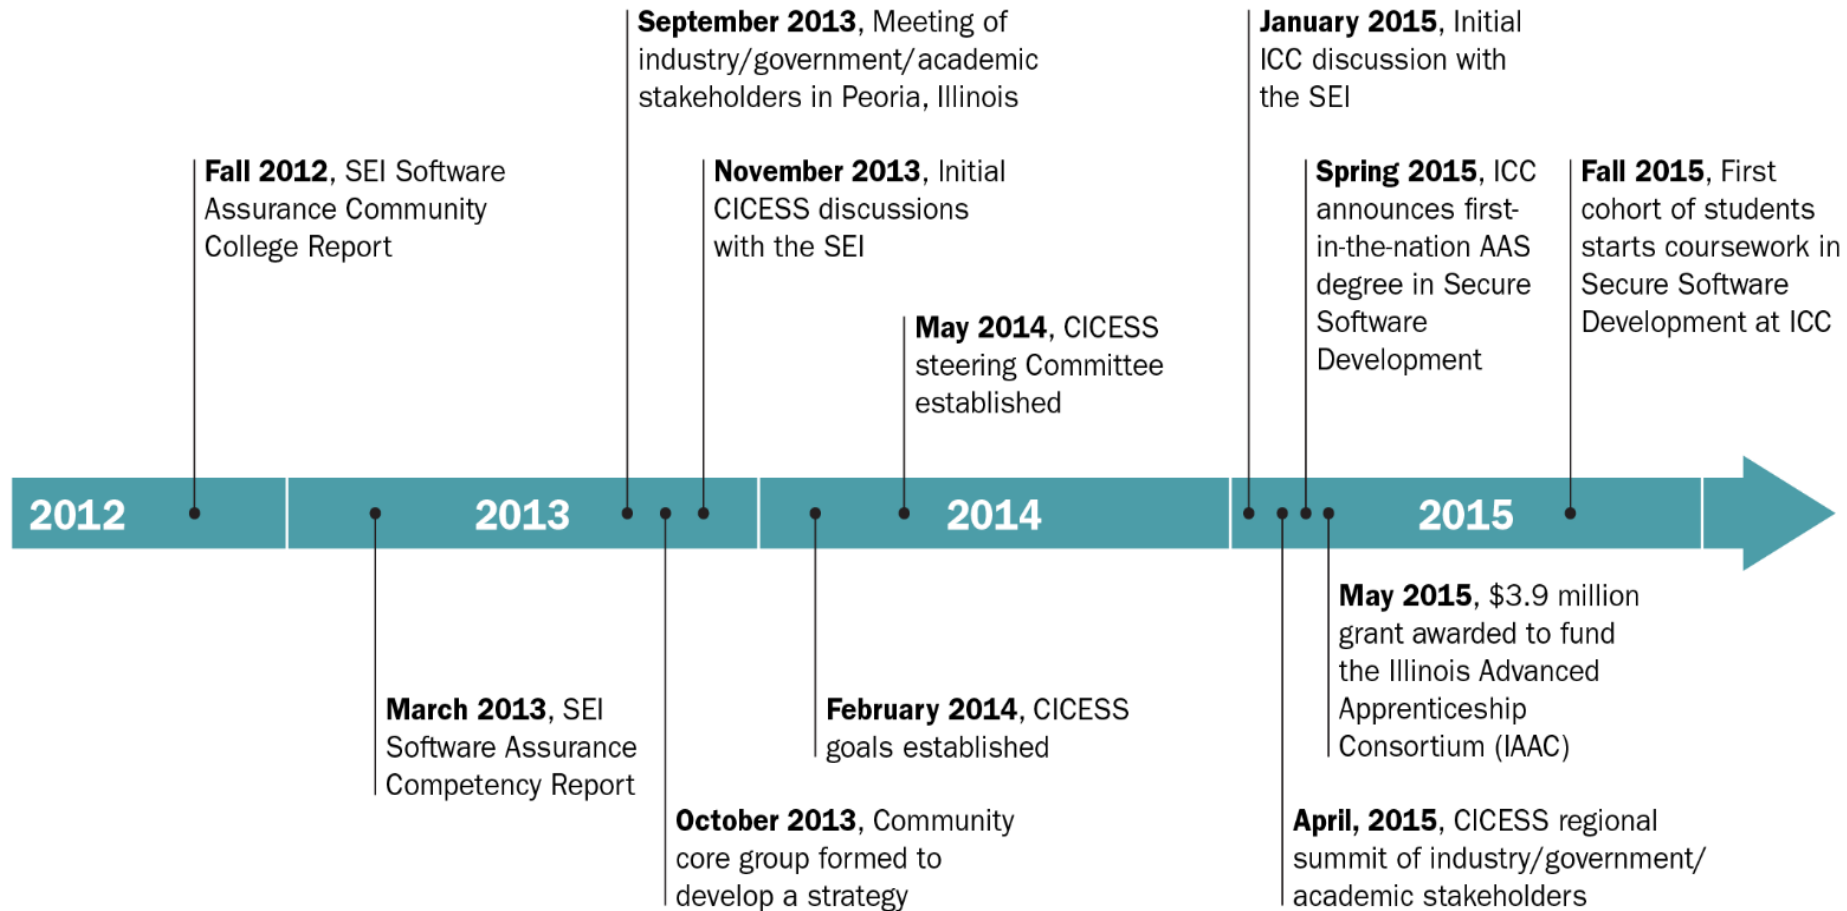 September 2013, Meeting of
industry/government/academic
stakeholders in Peoria, Illinois
January 2015, Initial
ICC discussion with
the SEI
Fall 2012, SEI Software
Assurance Community
College Report
November 2013, Initial
CICESS discussions
with the SEI
Spring 2015, ICC
announces first-
in-the-nation AAS
degree in Secure
Software
Development
Fall 2015, First
cohort of students
starts coursework in
Secure Software
Development at ICC
May 2014, CICESS
steering Committee
established
2012
2013
2014
2015
March 2013, SEI
Software Assurance
Competency Report
October 2013, Community
core group formed to
develop a strategy
February 2014, CICESS
goals established
May 2015, $3.9 million
grant awarded to fund
the Illinois Advanced
Apprenticeship
Consortium (IAAC)
April, 2015, CICESS regional
summit of industry/government/
academic stakeholders